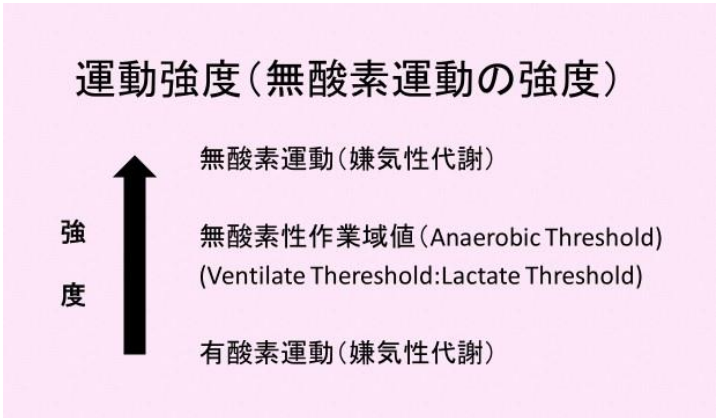 運動強度(無酸素運動の強度)
無酸素運動(嫌気性代謝)
強度
無酸素性作業域値(Anaerobic Threshold)
(Ventilate Thereshold:Lactate Threshold)
有酸素運動(嫌気性代謝)